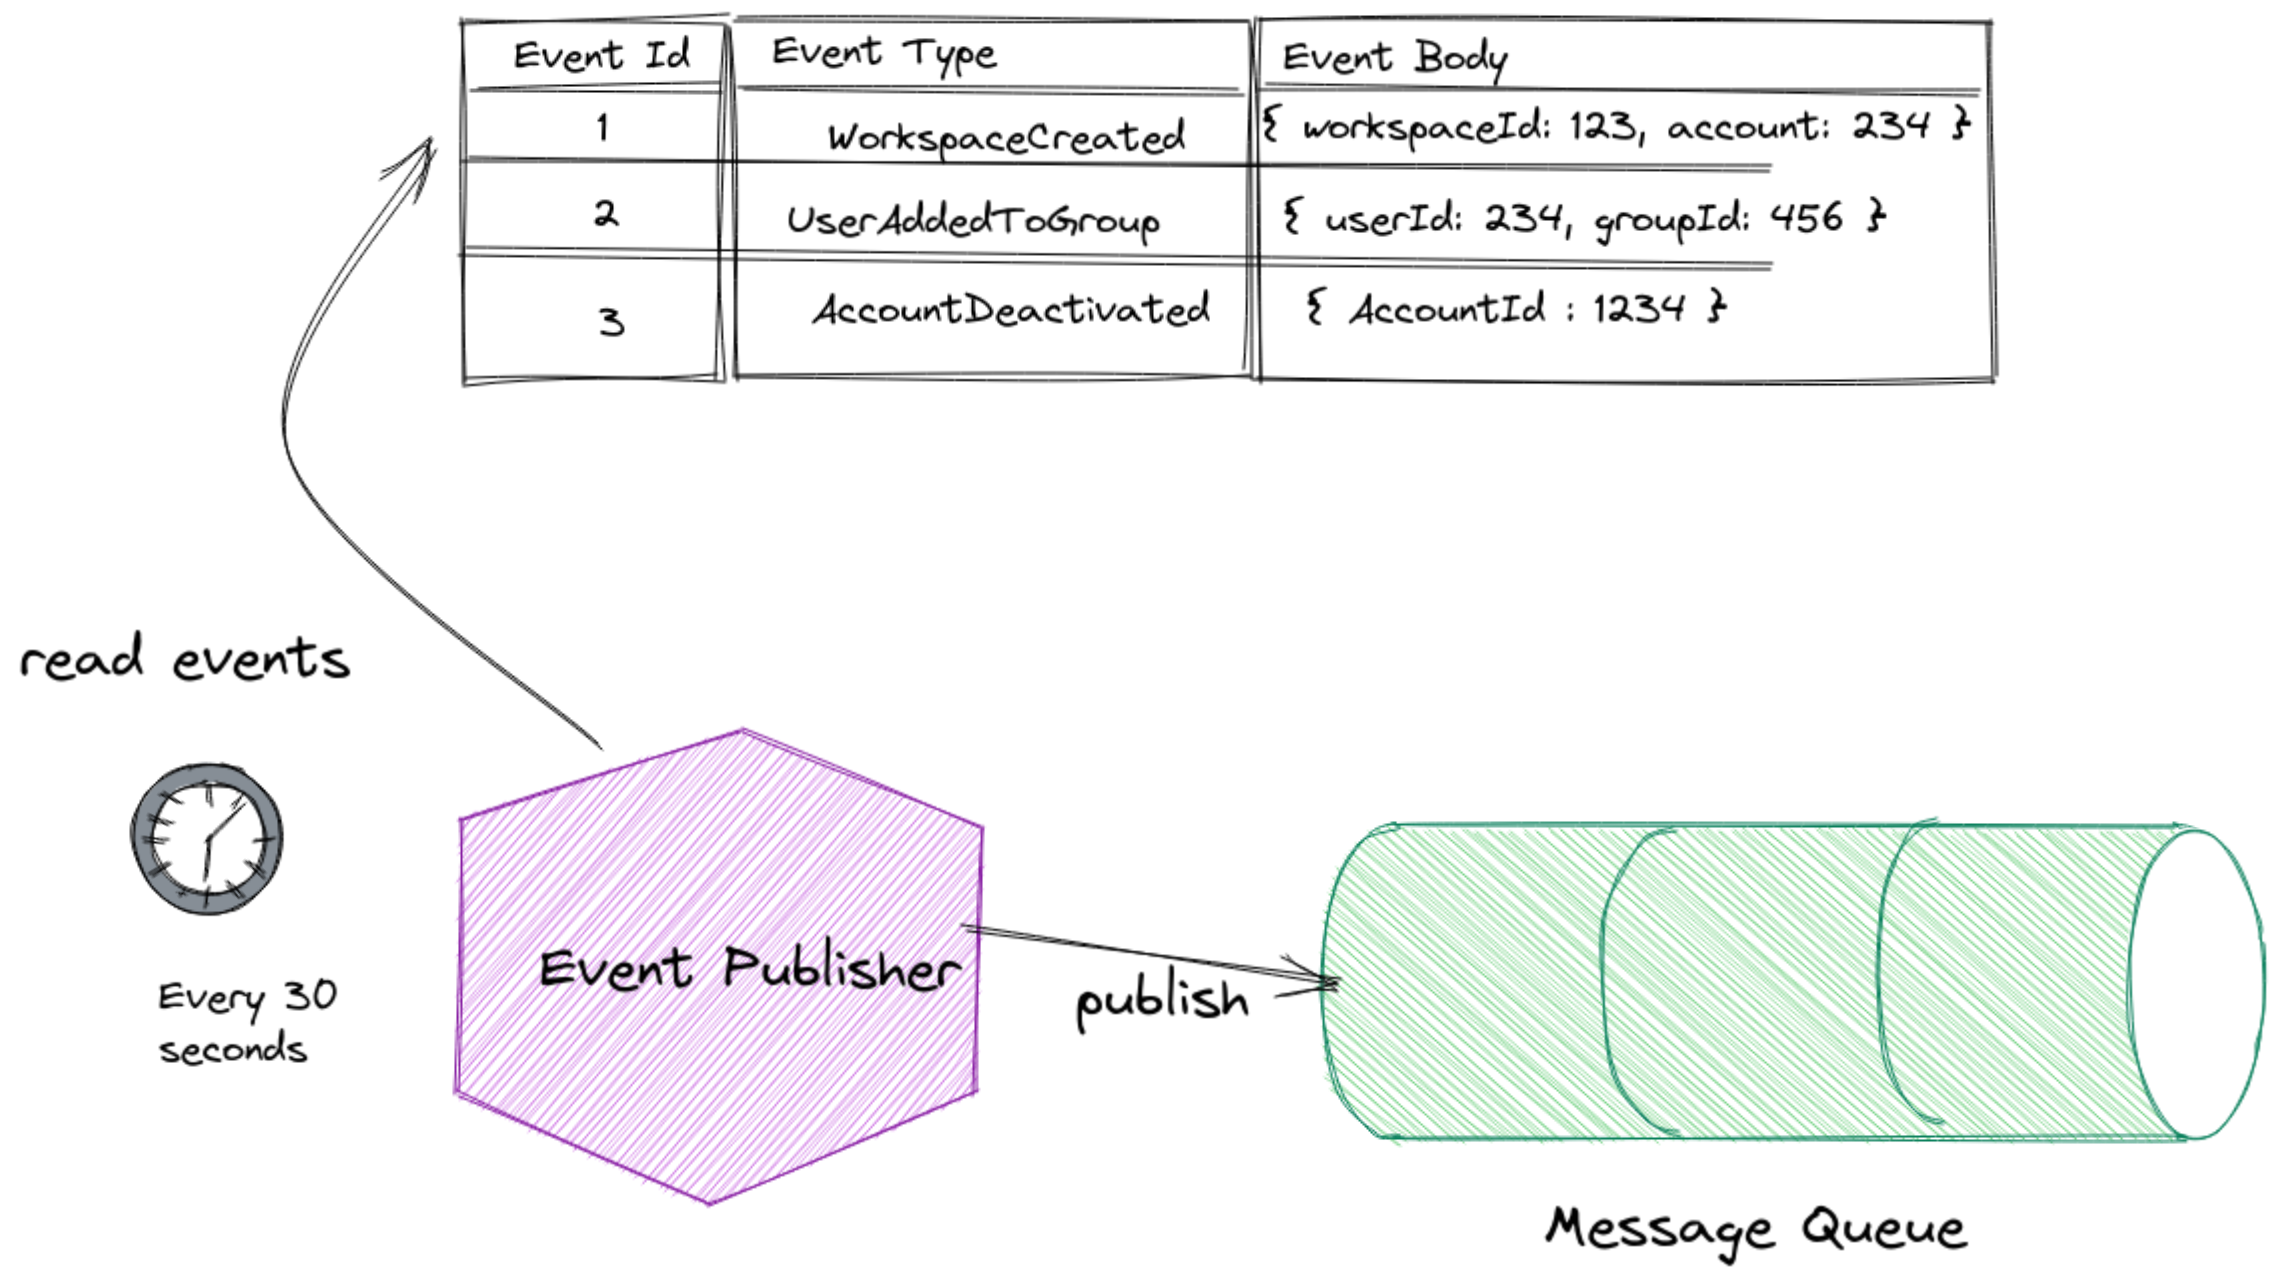 Event Id Event Type Event Body
1 WorkspaceCreated { workspaceId: 123, account: 234 }
2 UserAddedToGroup { userId: 234, groupId: 456 }
3 AccountDeactivated { AccountId : 1234 }
read events
Every 30
seconds
Event Publisher
publish
Message Queue